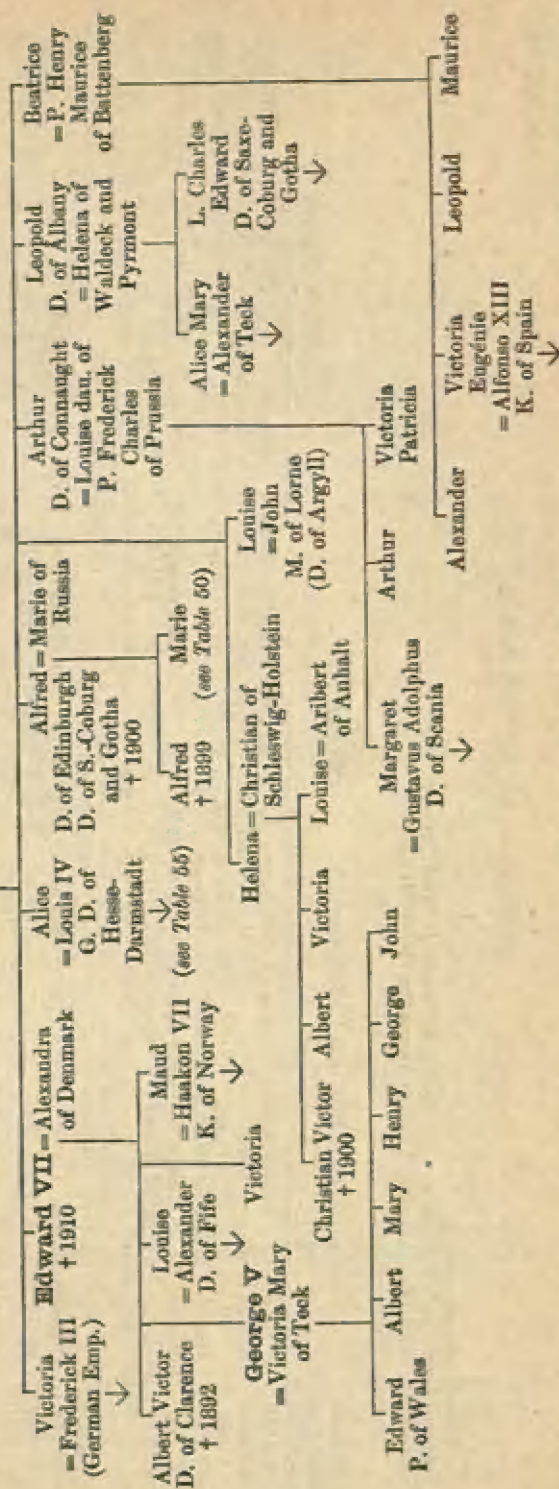 Victoria
= Frederick III
(German Emp.)
Edward VII = Alexandra
† 1910 of Denmark
Alice
= Louis IV
G. D. of
Hesse-
Darmstadt
(see Table 55)
Alfred = Marie of
D. of Edinburgh Russia
D. of S.-Coburg
and Gotha
† 1900
Arthur
D. of Connaught
= Louise dau. of
P. Frederick
Charles
of Prussia
Leopold
D. of Albany
= Helena of
Waldeck and
Pyrmont
Beatrice
= P. Henry
Maurice
of Battenberg
Albert Victor
D. of Clarence
† 1892
Louise
= Alexander
D. of Fife
Maud
= Haakon VII
K. of Norway
George V
= Victoria Mary
of Teck
Victoria
Alfred
† 1899
Marie
(see Table 50)
Alice Mary
= Alexander
of Teck
L. Charles
Edward
D. of Saxe-
Coburg and
Gotha
Helena = Christian of
Schleswig-Holstein
Louise
= John
M. of Lorne
(D. of Argyll)
Christian Victor
† 1900
Albert
Victoria
Louise = Aribert
of Anhalt
Margaret
= Gustavus Adolphus
D. of Scania
Arthur
Victoria
Patricia
Edward
P. of Wales
Albert
Mary
Henry
George
John
Alexander
Victoria
Eugénie
= Alfonso XIII
K. of Spain
Leopold
Maurice